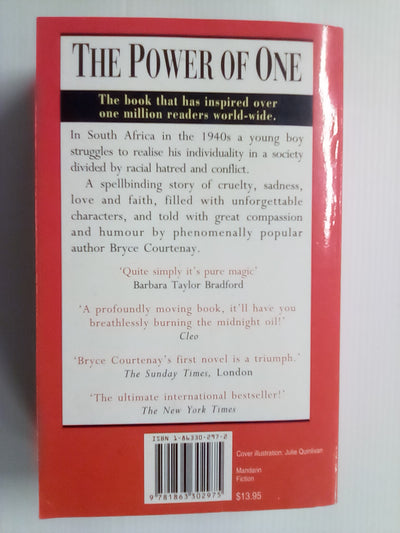 THE POWER OF ONE
The book that has inspired over
one million readers world-wide.
In South Africa in the 1940s a young boy
struggles to realise his individuality in a society
divided by racial hatred and conflict.
A spellbinding story of cruelty, sadness,
love and faith, filled with unforgettable
characters, and told with great compassion
and humour by phenomenally popular
author Bryce Courtenay.
‘Quite simply it’s pure magic’
Barbara Taylor Bradford
‘A profoundly moving book, it’ll have you
breathlessly burning the midnight oil!’
Cleo
‘Bryce Courtenay’s first novel is a triumph.’
The Sunday Times, London
‘The ultimate international bestseller!’
The New York Times
ISBN 1-86330-297-2
9 781863 302975
Cover illustration: Julie Quinlivan
Mandarin
Fiction
$13.95